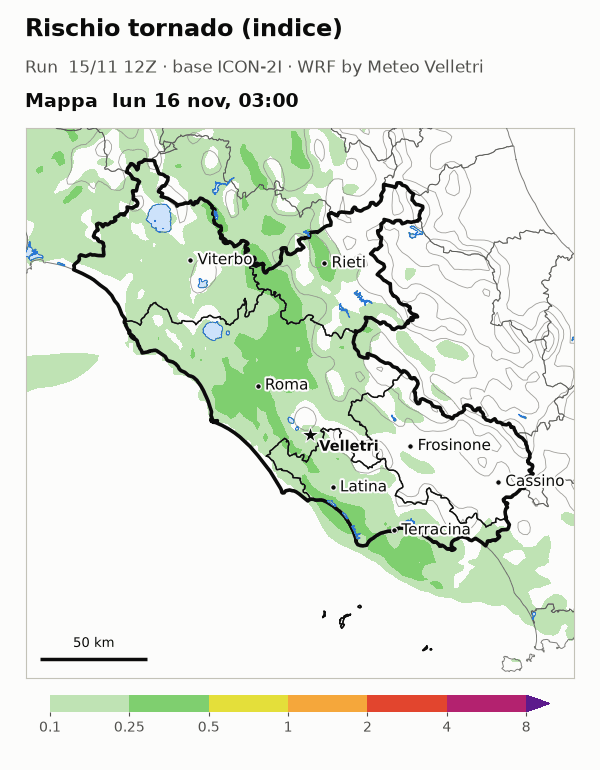 Rischio tornado (indice)
Run  15/11 12Z · base ICON-2I · WRF by Meteo Velletri
Mappa  lun 16 nov, 03:00
Viterbo
Rieti
Roma
Velletri
Frosinone
Cassino
Latina
Terracina
50 km
0.1 0.25 0.5 1 2 4 8